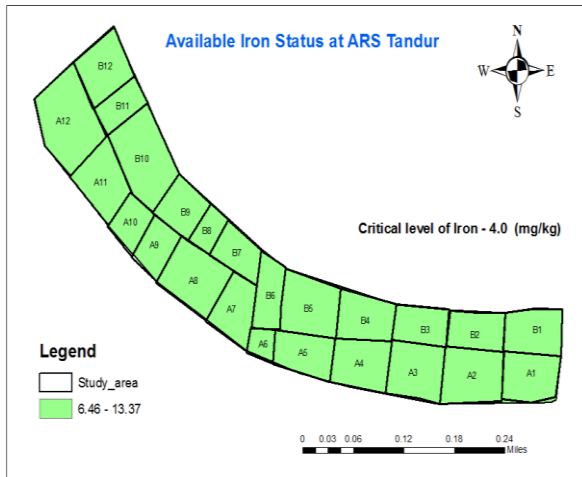 Available Iron Status at ARS Tandur
N
W E
S
B12
B11
A12
B10
A11
A10
B9
B8
A9
B7
A8
B6
A7
B5
B4
B3
B2
B1
A6
A5
A4
A3
A2
A1
Critical level of Iron - 4.0 (mg/kg)
Legend
Study_area
6.46 - 13.37
0 0.03 0.06 0.12 0.18 0.24
Miles